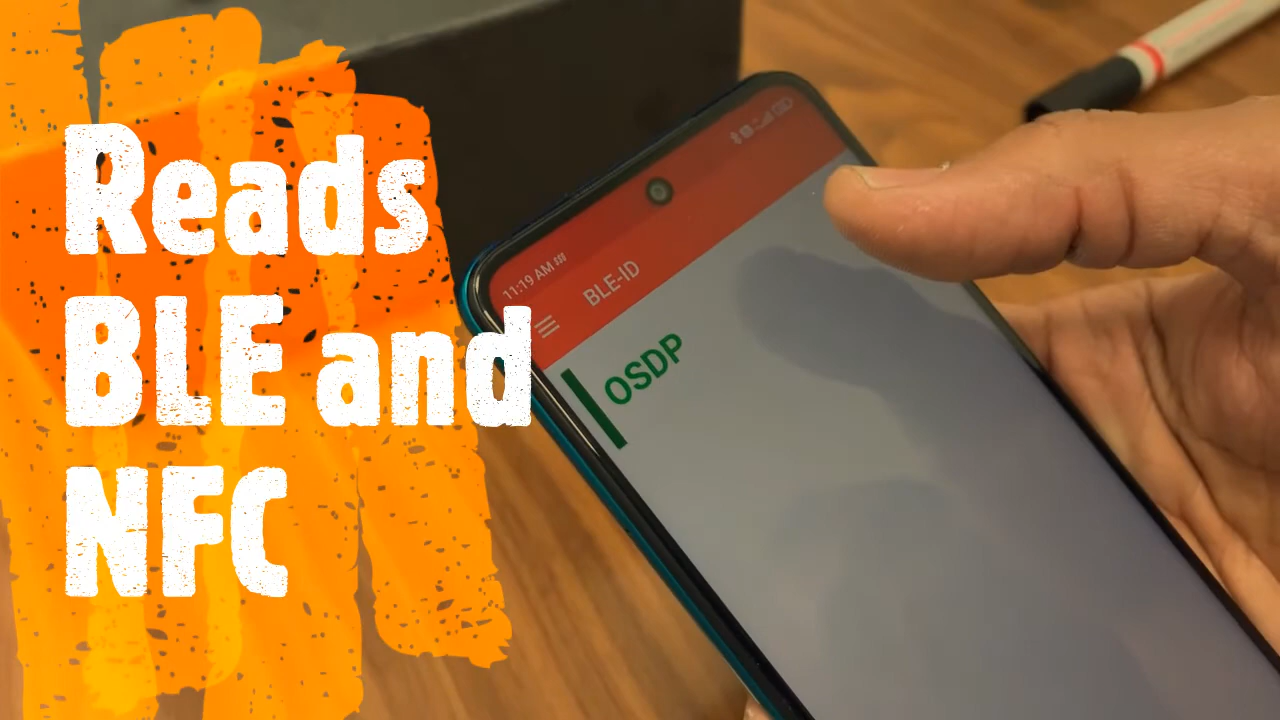 Reads
BLE and
NFC
11:19 AM
BLE-ID
OSDP